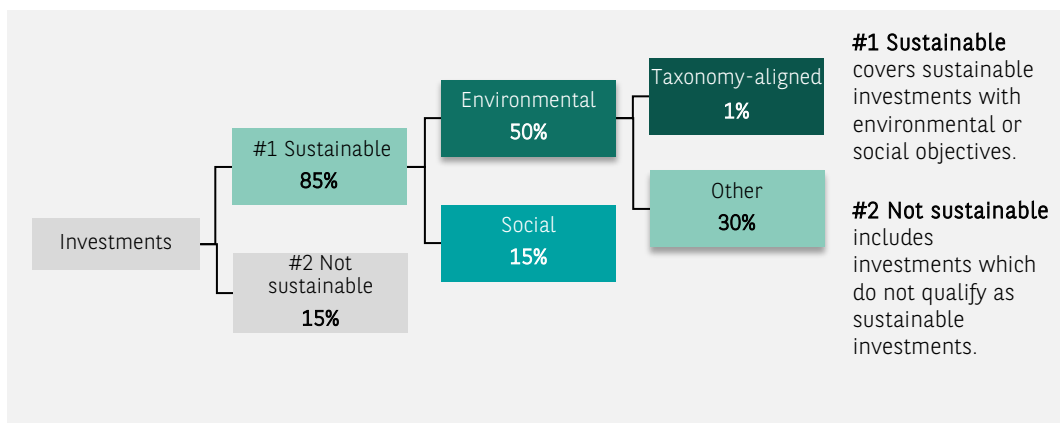 Investments
#1 Sustainable
85%
#2 Not
sustainable
15%
Environmental
50%
Social
15%
Taxonomy-aligned
1%
Other
30%
#1 Sustainable
covers sustainable
investments with
environmental or
social objectives.
#2 Not sustainable
includes
investments which
do not qualify as
sustainable
investments.